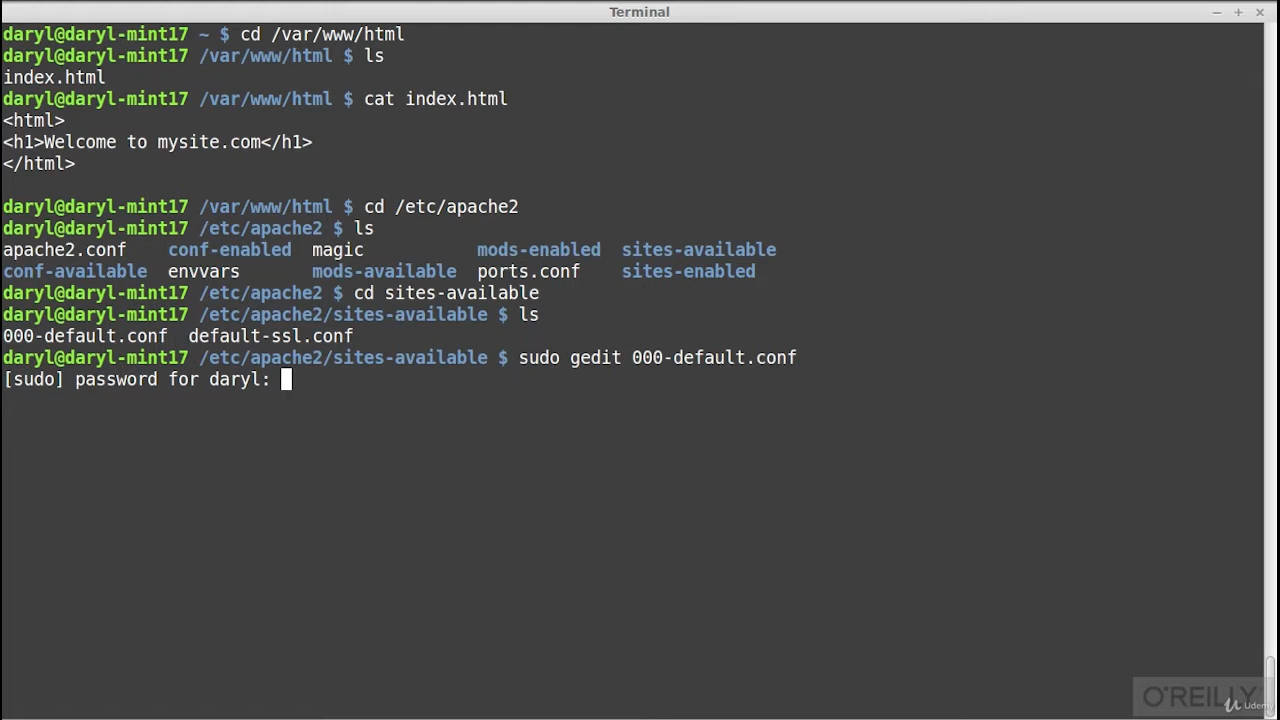 Terminal
daryl@daryl-mint17 ~ $ cd /var/www/html
daryl@daryl-mint17 /var/www/html $ ls
index.html
daryl@daryl-mint17 /var/www/html $ cat index.html
<html>
<h1>Welcome to mysite.com</h1>
</html>
daryl@daryl-mint17 /var/www/html $ cd /etc/apache2
daryl@daryl-mint17 /etc/apache2 $ ls
apache2.conf conf-enabled magic mods-enabled sites-available
conf-available envvars mods-available ports.conf sites-enabled
daryl@daryl-mint17 /etc/apache2 $ cd sites-available
daryl@daryl-mint17 /etc/apache2/sites-available $ ls
000-default.conf default-ssl.conf
daryl@daryl-mint17 /etc/apache2/sites-available $ sudo gedit 000-default.conf
[sudo] password for daryl:
O'REILLY
Udemy